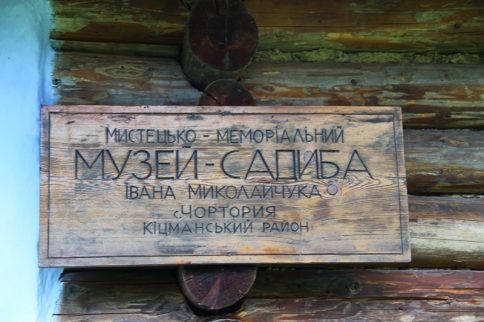 Мистецько - меморіальний
МУЗЕЙ - САДИБА
Івана Миколайчука
с. Чортория
Кіцманський район